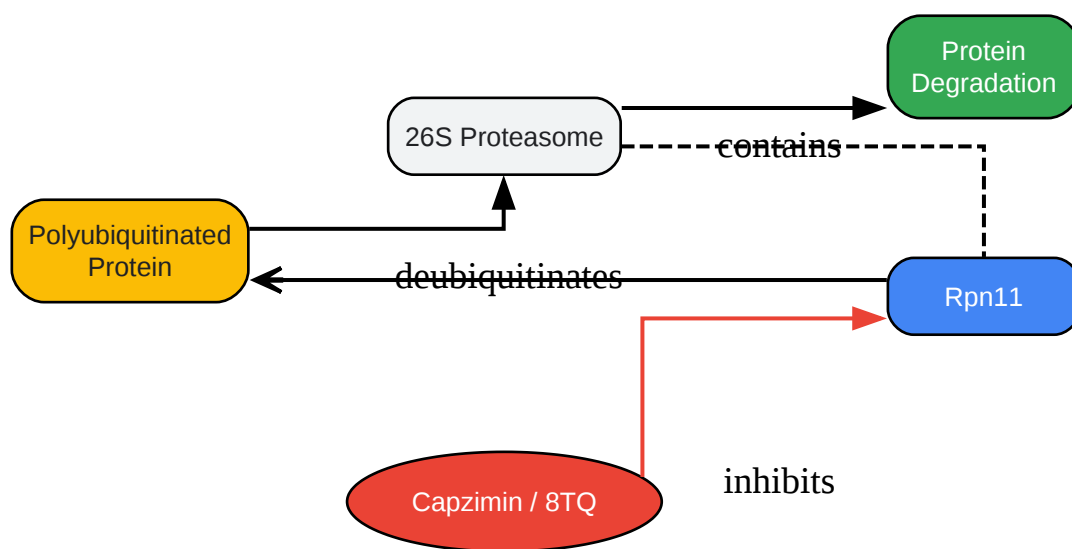 Protein
Degradation
26S Proteasome
contains
Polyubiquitinated
Protein
deubiquitinates
Rpn11
inhibits
Capzimin / 8TQ